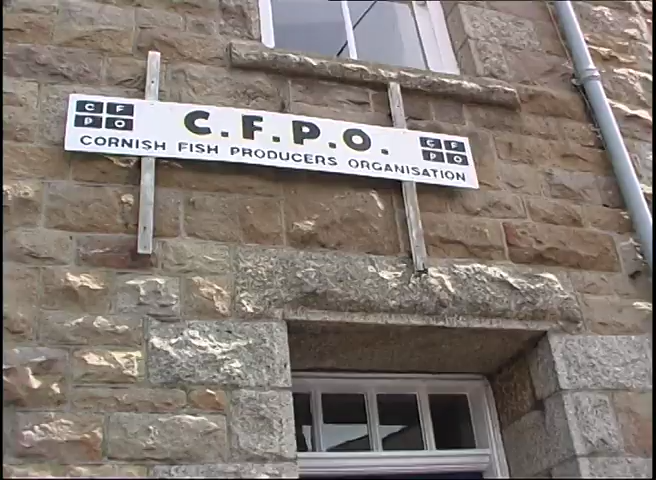 CF
PO
C.F.P.O.
CF
PO
CORNISH FISH PRODUCERS ORGANISATION